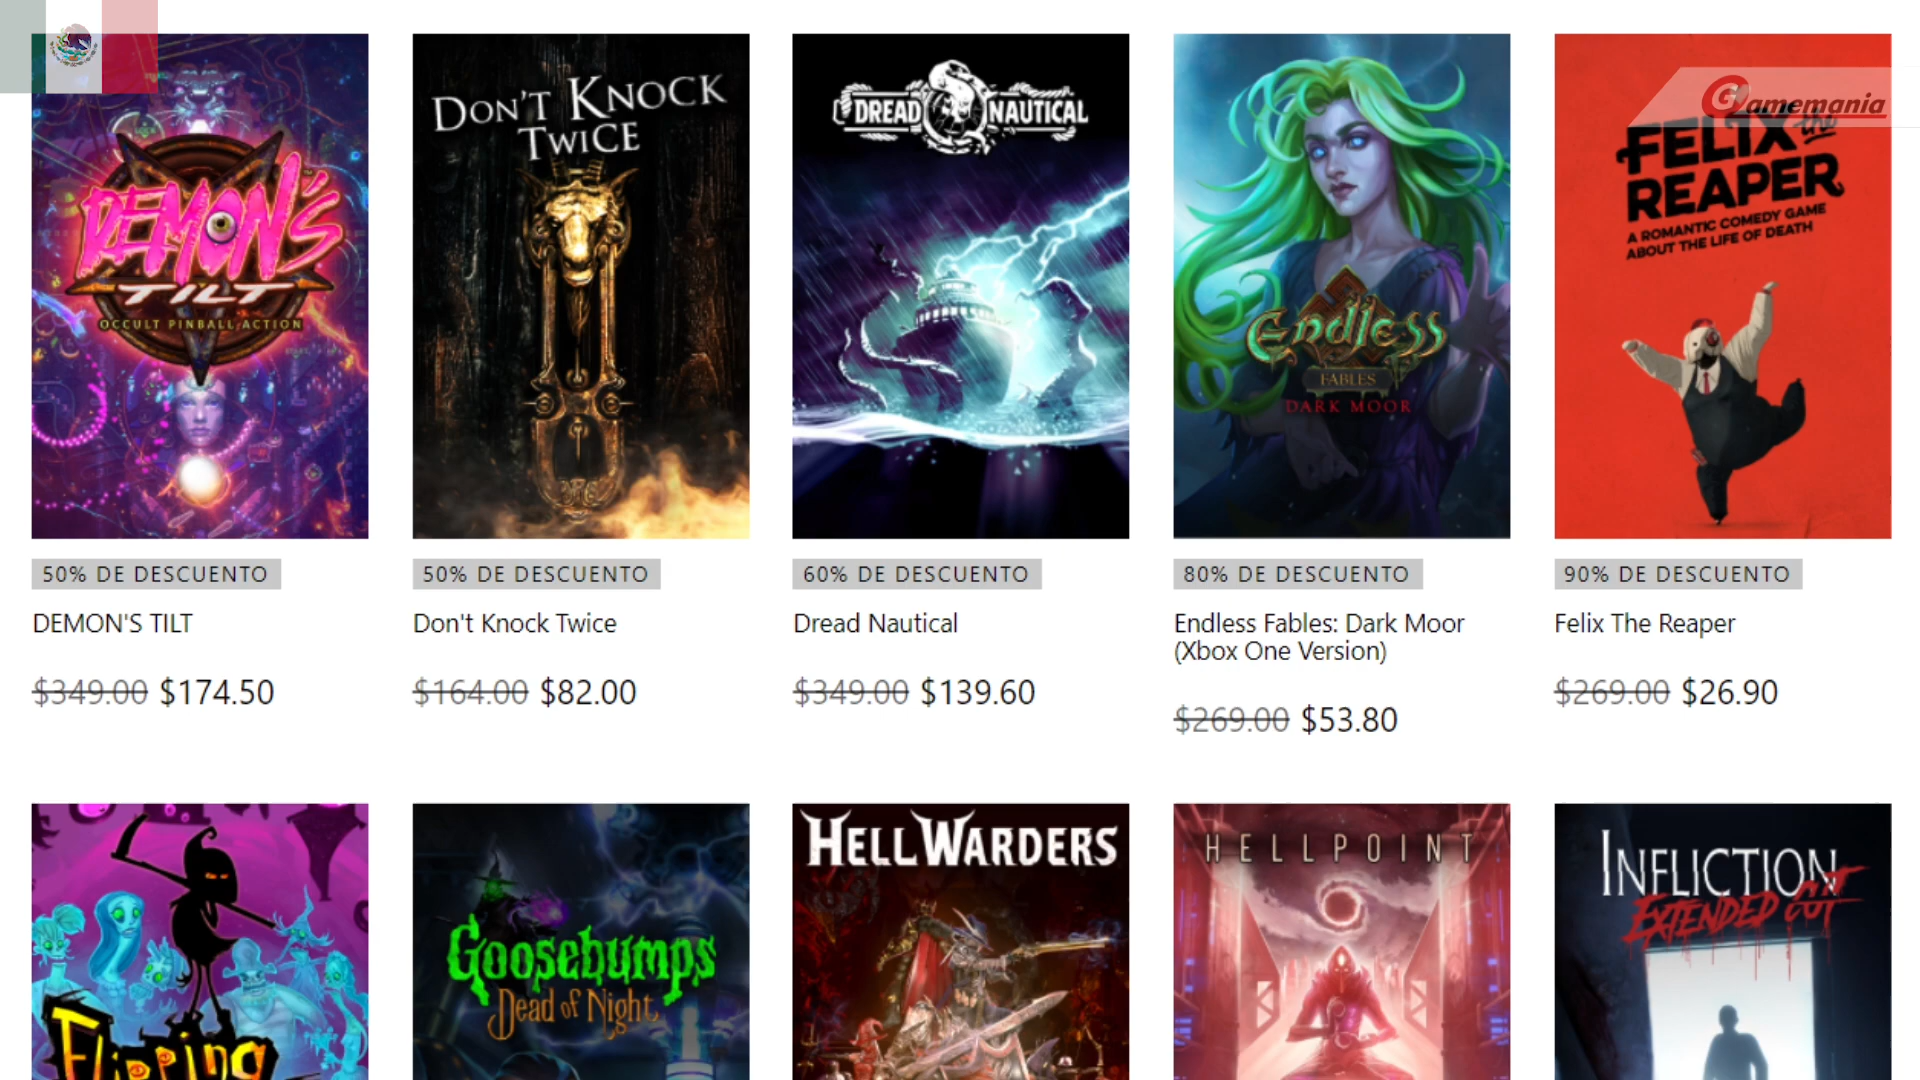 Gamemania
DEMON'S
TILT
OCCULT PINBALL ACTION
DON'T KNOCK
TWICE
DREAD NAUTICAL
Endless
FABLES
DARK MOOR
FELIX the
REAPER
A ROMANTIC COMEDY GAME
ABOUT THE LIFE OF DEATH
50% DE DESCUENTO
50% DE DESCUENTO
60% DE DESCUENTO
80% DE DESCUENTO
90% DE DESCUENTO
DEMON'S TILT
Don't Knock Twice
Dread Nautical
Endless Fables: Dark Moor
(Xbox One Version)
Felix The Reaper
$349.00 $174.50
$164.00 $82.00
$349.00 $139.60
$269.00 $53.80
$269.00 $26.90
Flipping
Goosebumps
Dead of Night
HELL WARDERS
HELLPOINT
INFLICTION
EXTENDED CUT